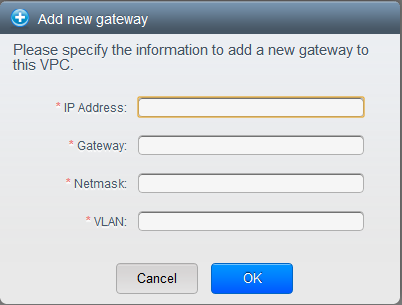 Add new gateway
Please specify the information to add a new gateway to
this VPC.
* IP Address:
* Gateway:
* Netmask:
* VLAN:
Cancel OK